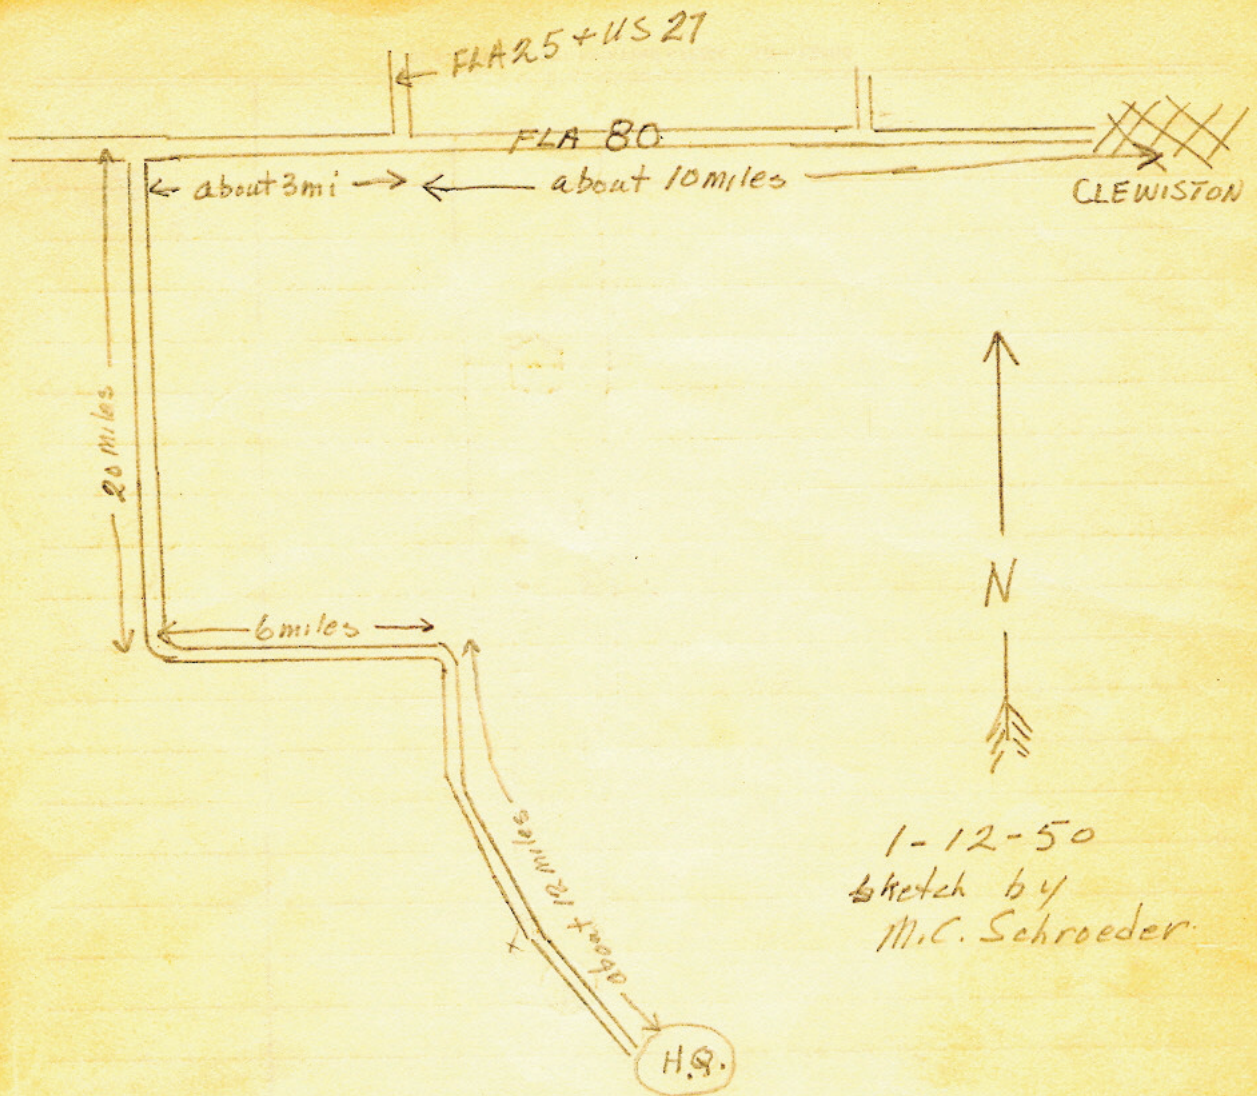 FLA 25 + US 27
FLA 80
about 3 mi
about 10 miles
CLEWISTON
20 miles
6 miles
N
about 12 miles
1-12-50
sketch by
M.C. Schroeder
x
H.Q.